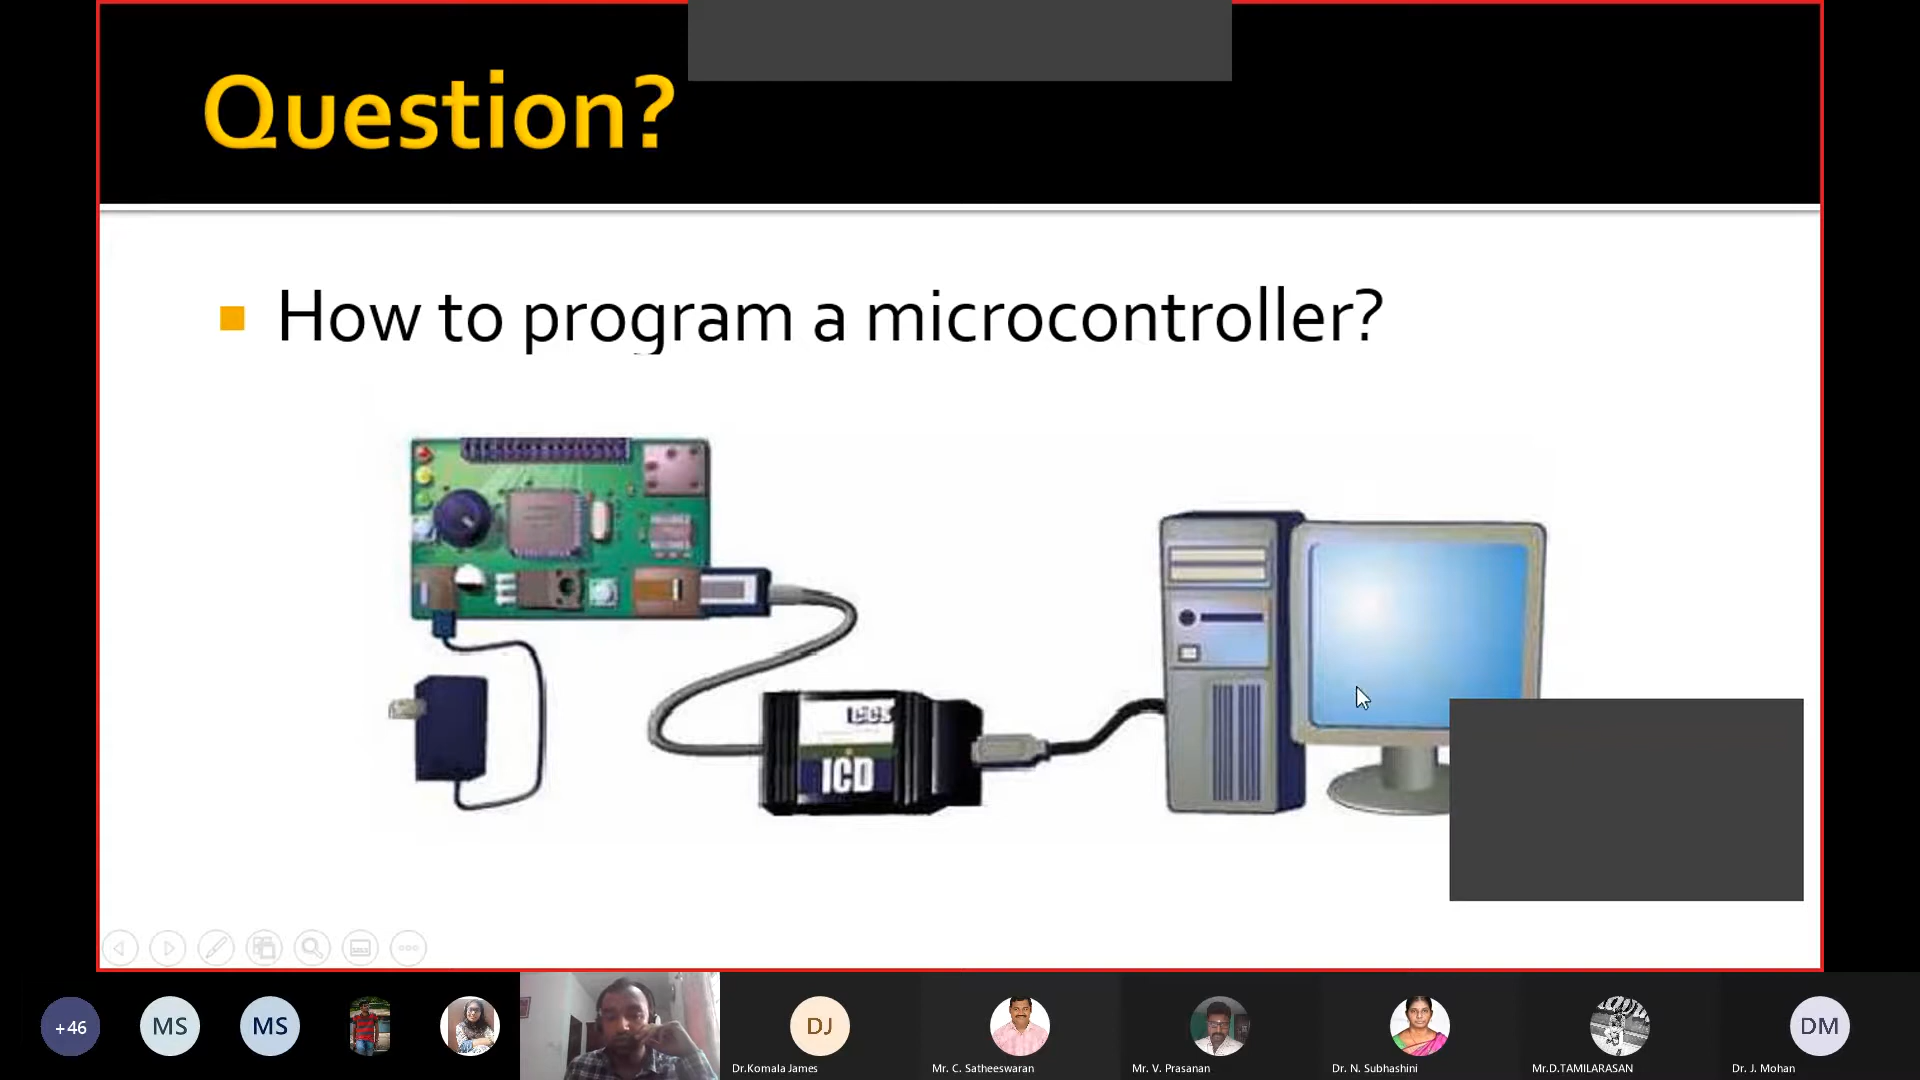 Question?
How to program a microcontroller?
ICD
+46
MS
MS
DJ
DM
Dr.Komala James
Mr. C. Satheeswaran
Mr. V. Prasanan
Dr. N. Subhashini
Mr.D.TAMILARASAN
Dr. J. Mohan